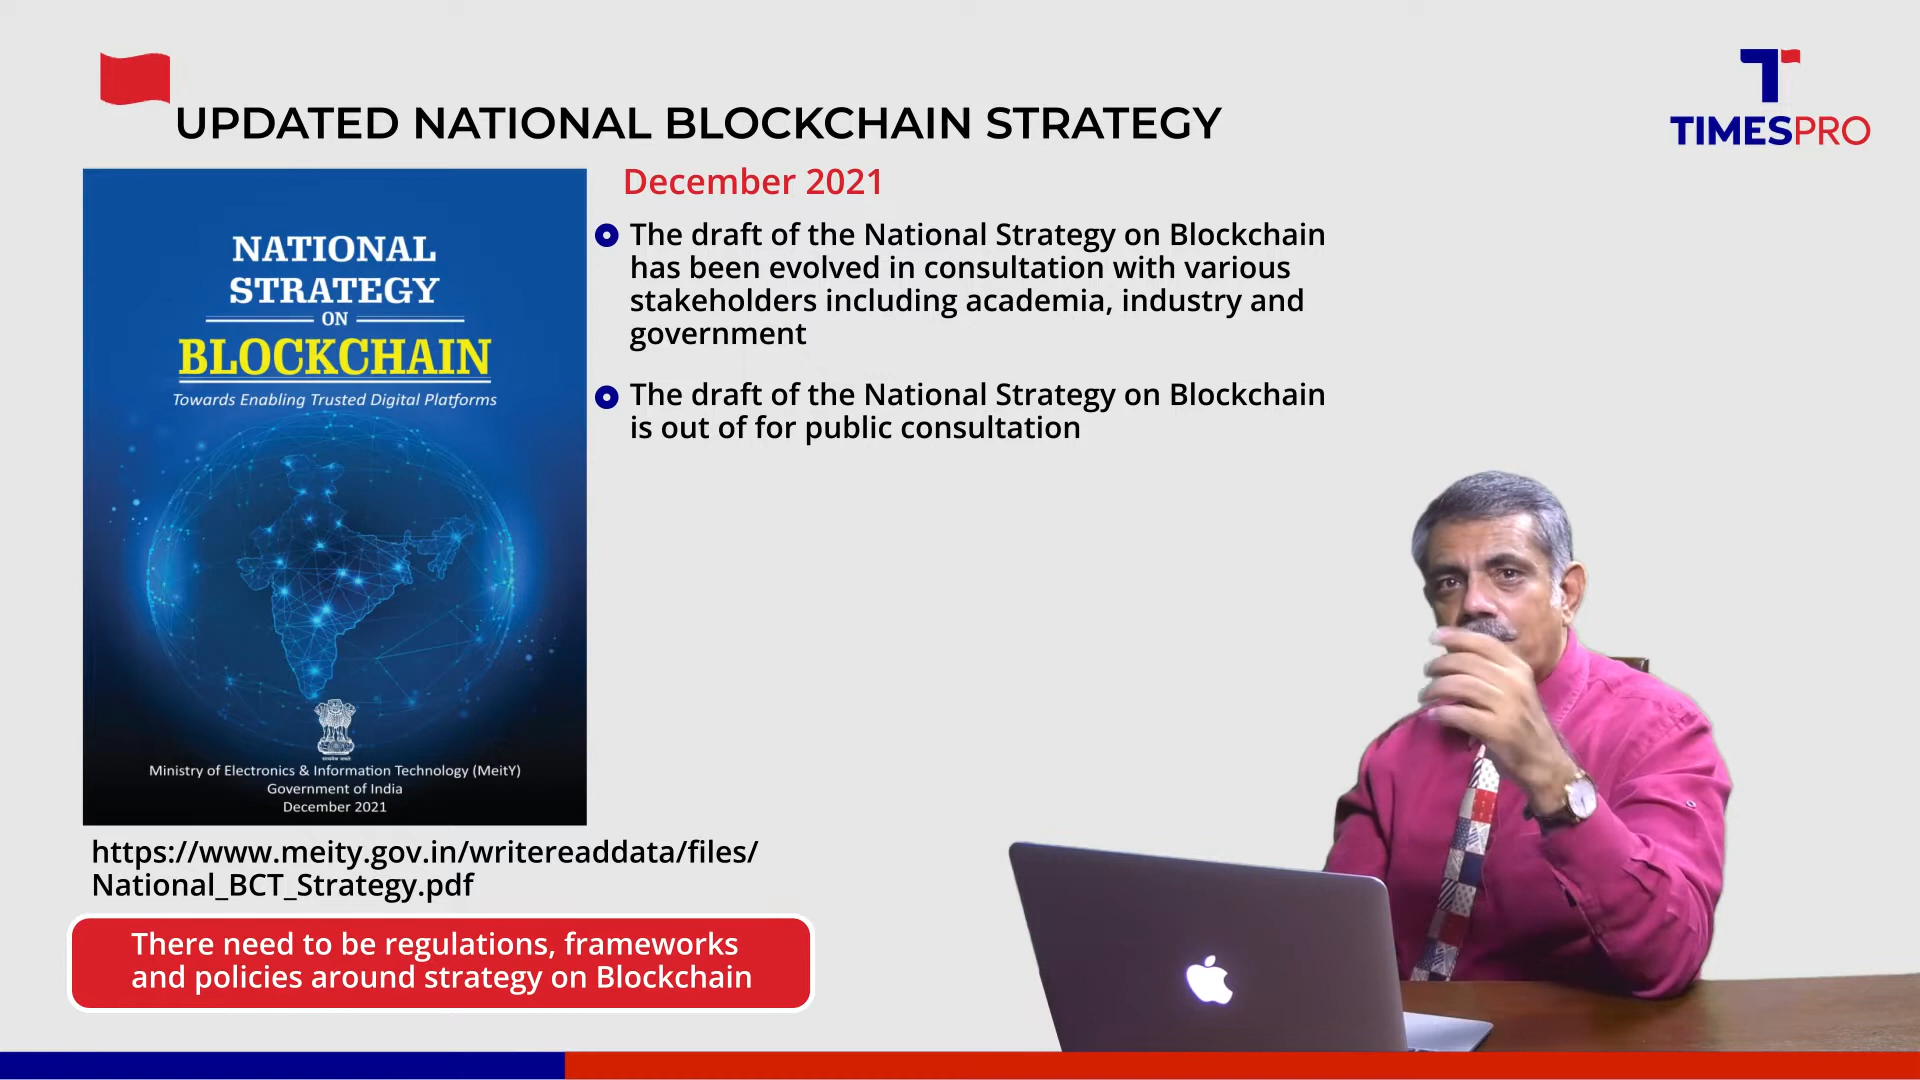 UPDATED NATIONAL BLOCKCHAIN STRATEGY
TIMESPRO
NATIONAL
STRATEGY
ON
BLOCKCHAIN
Towards Enabling Trusted Digital Platforms
Ministry of Electronics & Information Technology (MeitY)
Government of India
December 2021
https://www.meity.gov.in/writereaddata/files/
National_BCT_Strategy.pdf
There need to be regulations, frameworks
and policies around strategy on Blockchain
December 2021
The draft of the National Strategy on Blockchain
has been evolved in consultation with various
stakeholders including academia, industry and
government
The draft of the National Strategy on Blockchain
is out of for public consultation